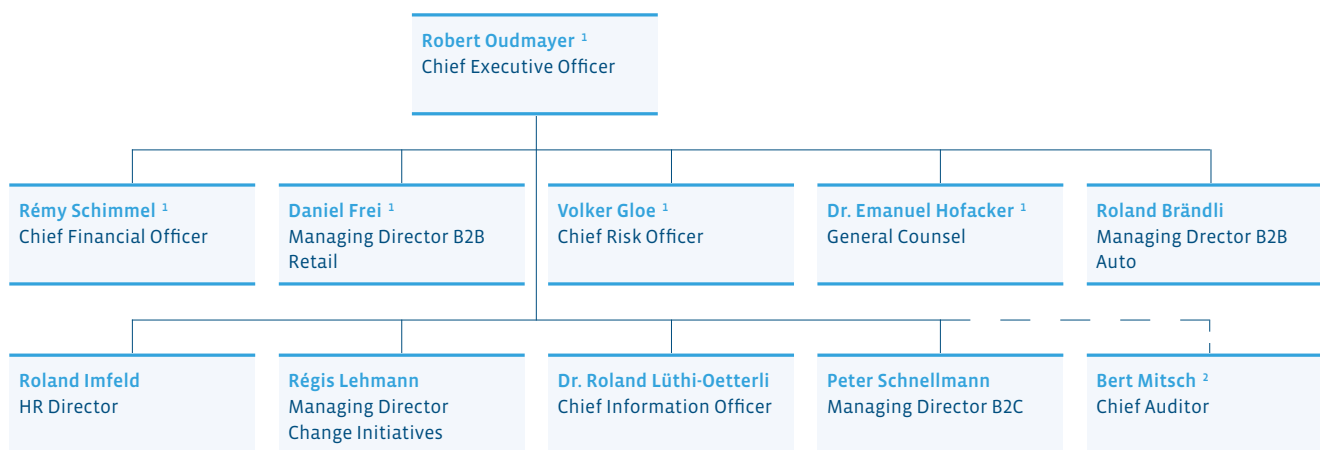 Robert Oudmayer ¹
Chief Executive Officer
Rémy Schimmel ¹
Chief Financial Officer
Daniel Frei ¹
Managing Director B2B
Retail
Volker Gloe ¹
Chief Risk Officer
Dr. Emanuel Hofacker ¹
General Counsel
Roland Brändli
Managing Drector B2B
Auto
Roland Imfeld
HR Director
Régis Lehmann
Managing Director
Change Initiatives
Dr. Roland Lüthi-Oetterli
Chief Information Officer
Peter Schnellmann
Managing Director B2C
Bert Mitsch ²
Chief Auditor